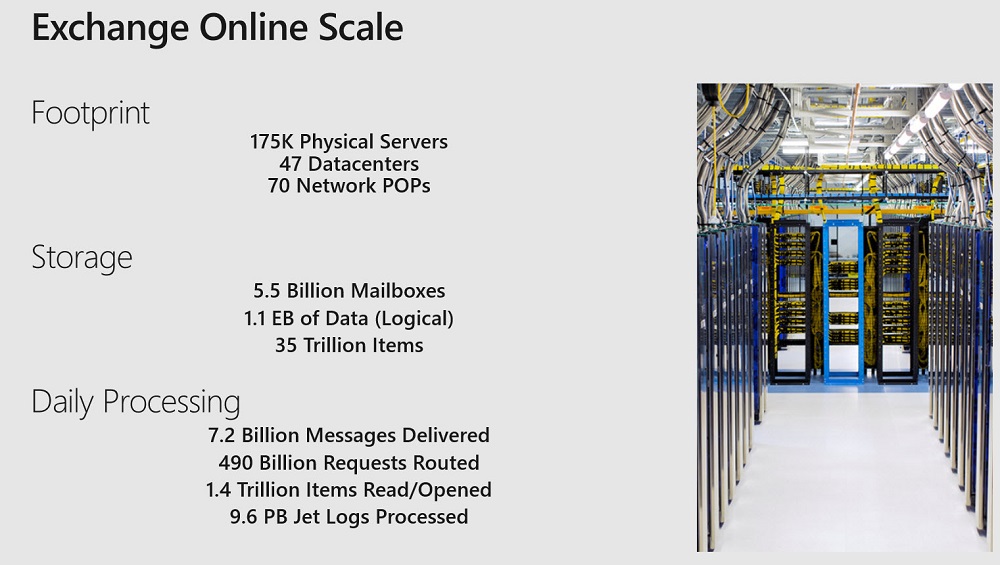 Exchange Online Scale
Footprint
175K Physical Servers
47 Datacenters
70 Network POPs
Storage
5.5 Billion Mailboxes
1.1 EB of Data (Logical)
35 Trillion Items
Daily Processing
7.2 Billion Messages Delivered
490 Billion Requests Routed
1.4 Trillion Items Read/Opened
9.6 PB Jet Logs Processed